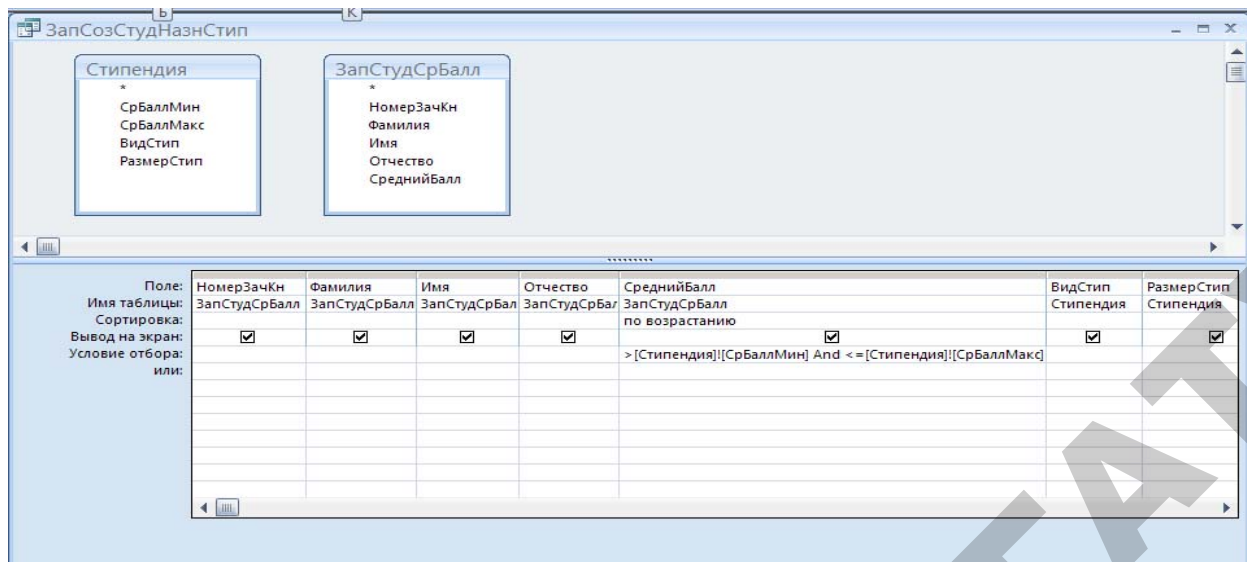 Ь К
ЗапСозСтудНазнСтип
Стипендия
*
СрБаллМин
СрБаллМакс
ВидСтип
РазмерСтип
ЗапСтудСрБалл
*
НомерЗачКн
Фамилия
Имя
Отчество
СреднийБалл
Поле: НомерЗачКн Фамилия Имя Отчество СреднийБалл ВидСтип РазмерСтип
Имя таблицы: ЗапСтудСрБалл ЗапСтудСрБалл ЗапСтудСрБал ЗапСтудСрБал ЗапСтудСрБалл Стипендия Стипендия
Сортировка: по возрастанию
Вывод на экран:
Условие отбора: >[Стипендия]![СрБаллМин] And <=[Стипендия]![СрБаллМакс]
или: